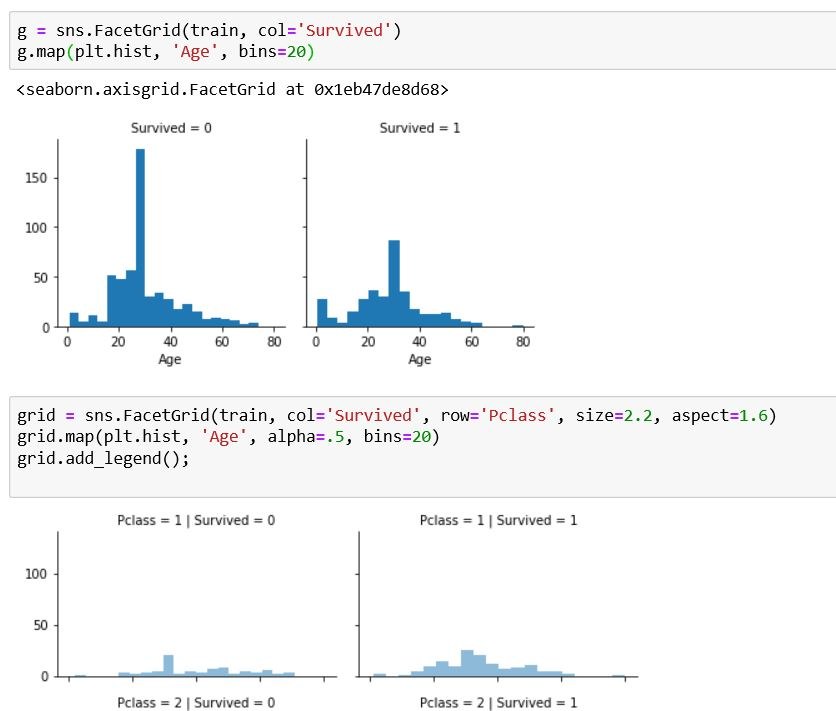 g = sns.FacetGrid(train, col='Survived')
g.map(plt.hist, 'Age', bins=20)
<seaborn.axisgrid.FacetGrid at 0x1eb47de8d68>
Survived = 0 Survived = 1
150
100
50
0
0 20 40 60 80 0 20 40 60 80
Age Age
grid = sns.FacetGrid(train, col='Survived', row='Pclass', size=2.2, aspect=1.6)
grid.map(plt.hist, 'Age', alpha=.5, bins=20)
grid.add_legend();
Pclass = 1 | Survived = 0 Pclass = 1 | Survived = 1
100
50
0
Pclass = 2 | Survived = 0 Pclass = 2 | Survived = 1